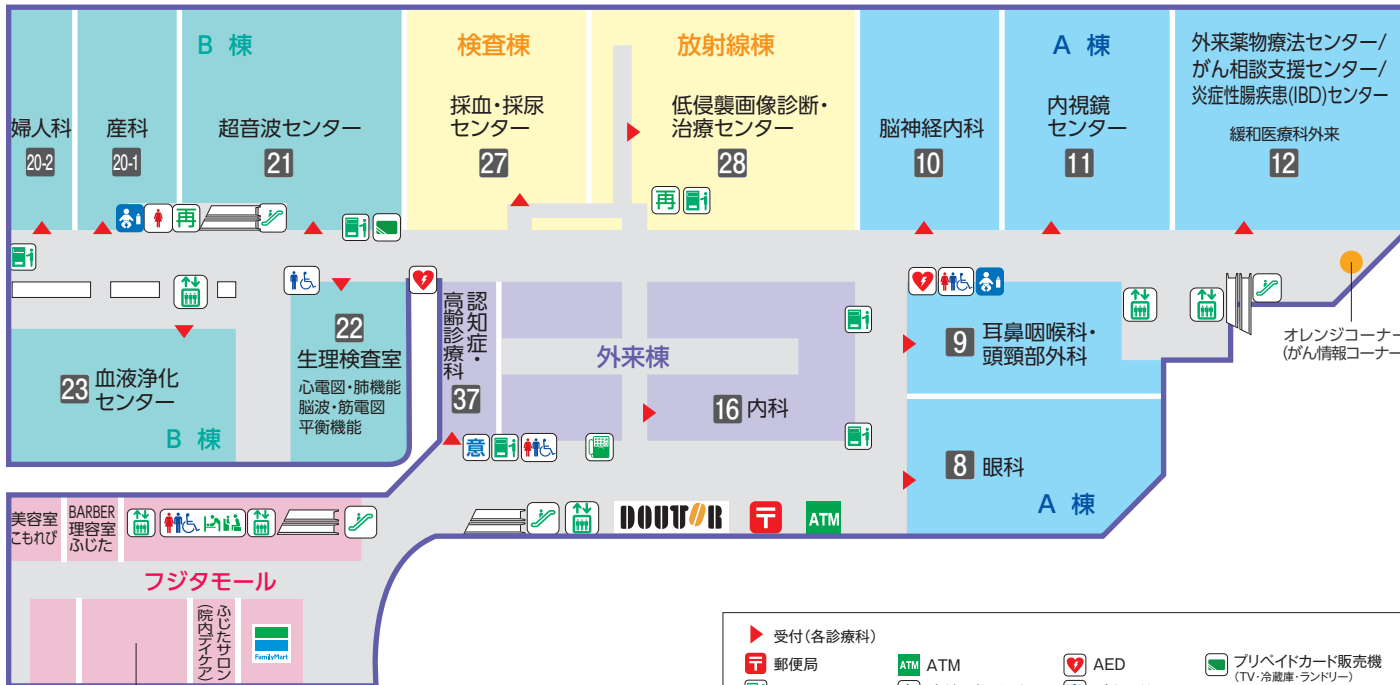 B 棟
検査棟
放射線棟
A 棟
外来薬物療法センター/
がん相談支援センター/
炎症性腸疾患(IBD)センター
緩和医療科外来
12
婦人科
20-2
産科
20-1
超音波センター
21
採血・採尿
センター
27
低侵襲画像診断・
治療センター
28
脳神経内科
10
内視鏡
センター
11
再
再
22
生理検査室
心電図・肺機能
脳波・筋電図
平衡機能
23 血液浄化
センター
B 棟
認知症・
高齢診療科
37
外来棟
16 内科
9 耳鼻咽喉科・
頭頸部外科
8 眼科
A 棟
オレンジコーナー
(がん情報コーナー
意
DOUTOR
〒
ATM
美容室
こもれび
BARBER
理容室
ふじた
フジタモール
ふじたサロン
(院内デイケア)
FamilyMart
受付(各診療科)
〒 郵便局
ATM ATM
AED
プリペイドカード販売機
(TV・冷蔵庫・ランドリー)